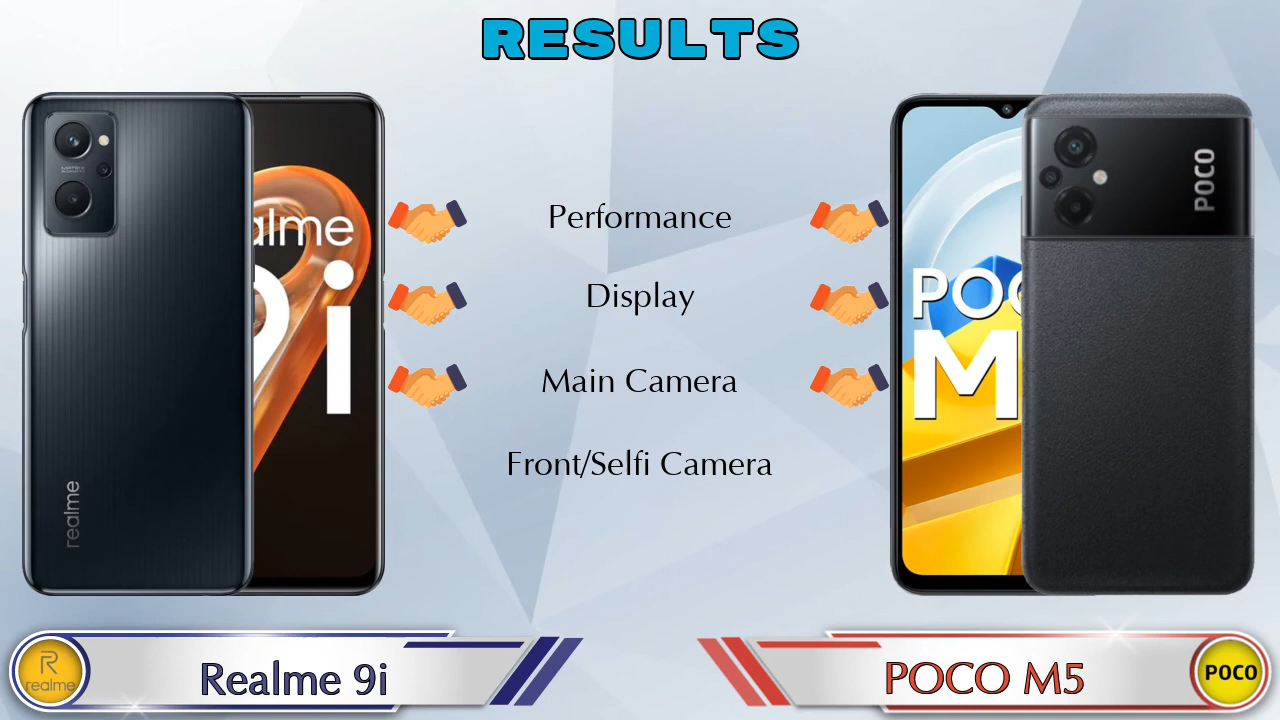 RESULTS
realme
9i
realme
Performance
Display
Main Camera
Front/Selfi Camera
POCO
POCO
M
R
realme
Realme 9i
POCO M5
POCO